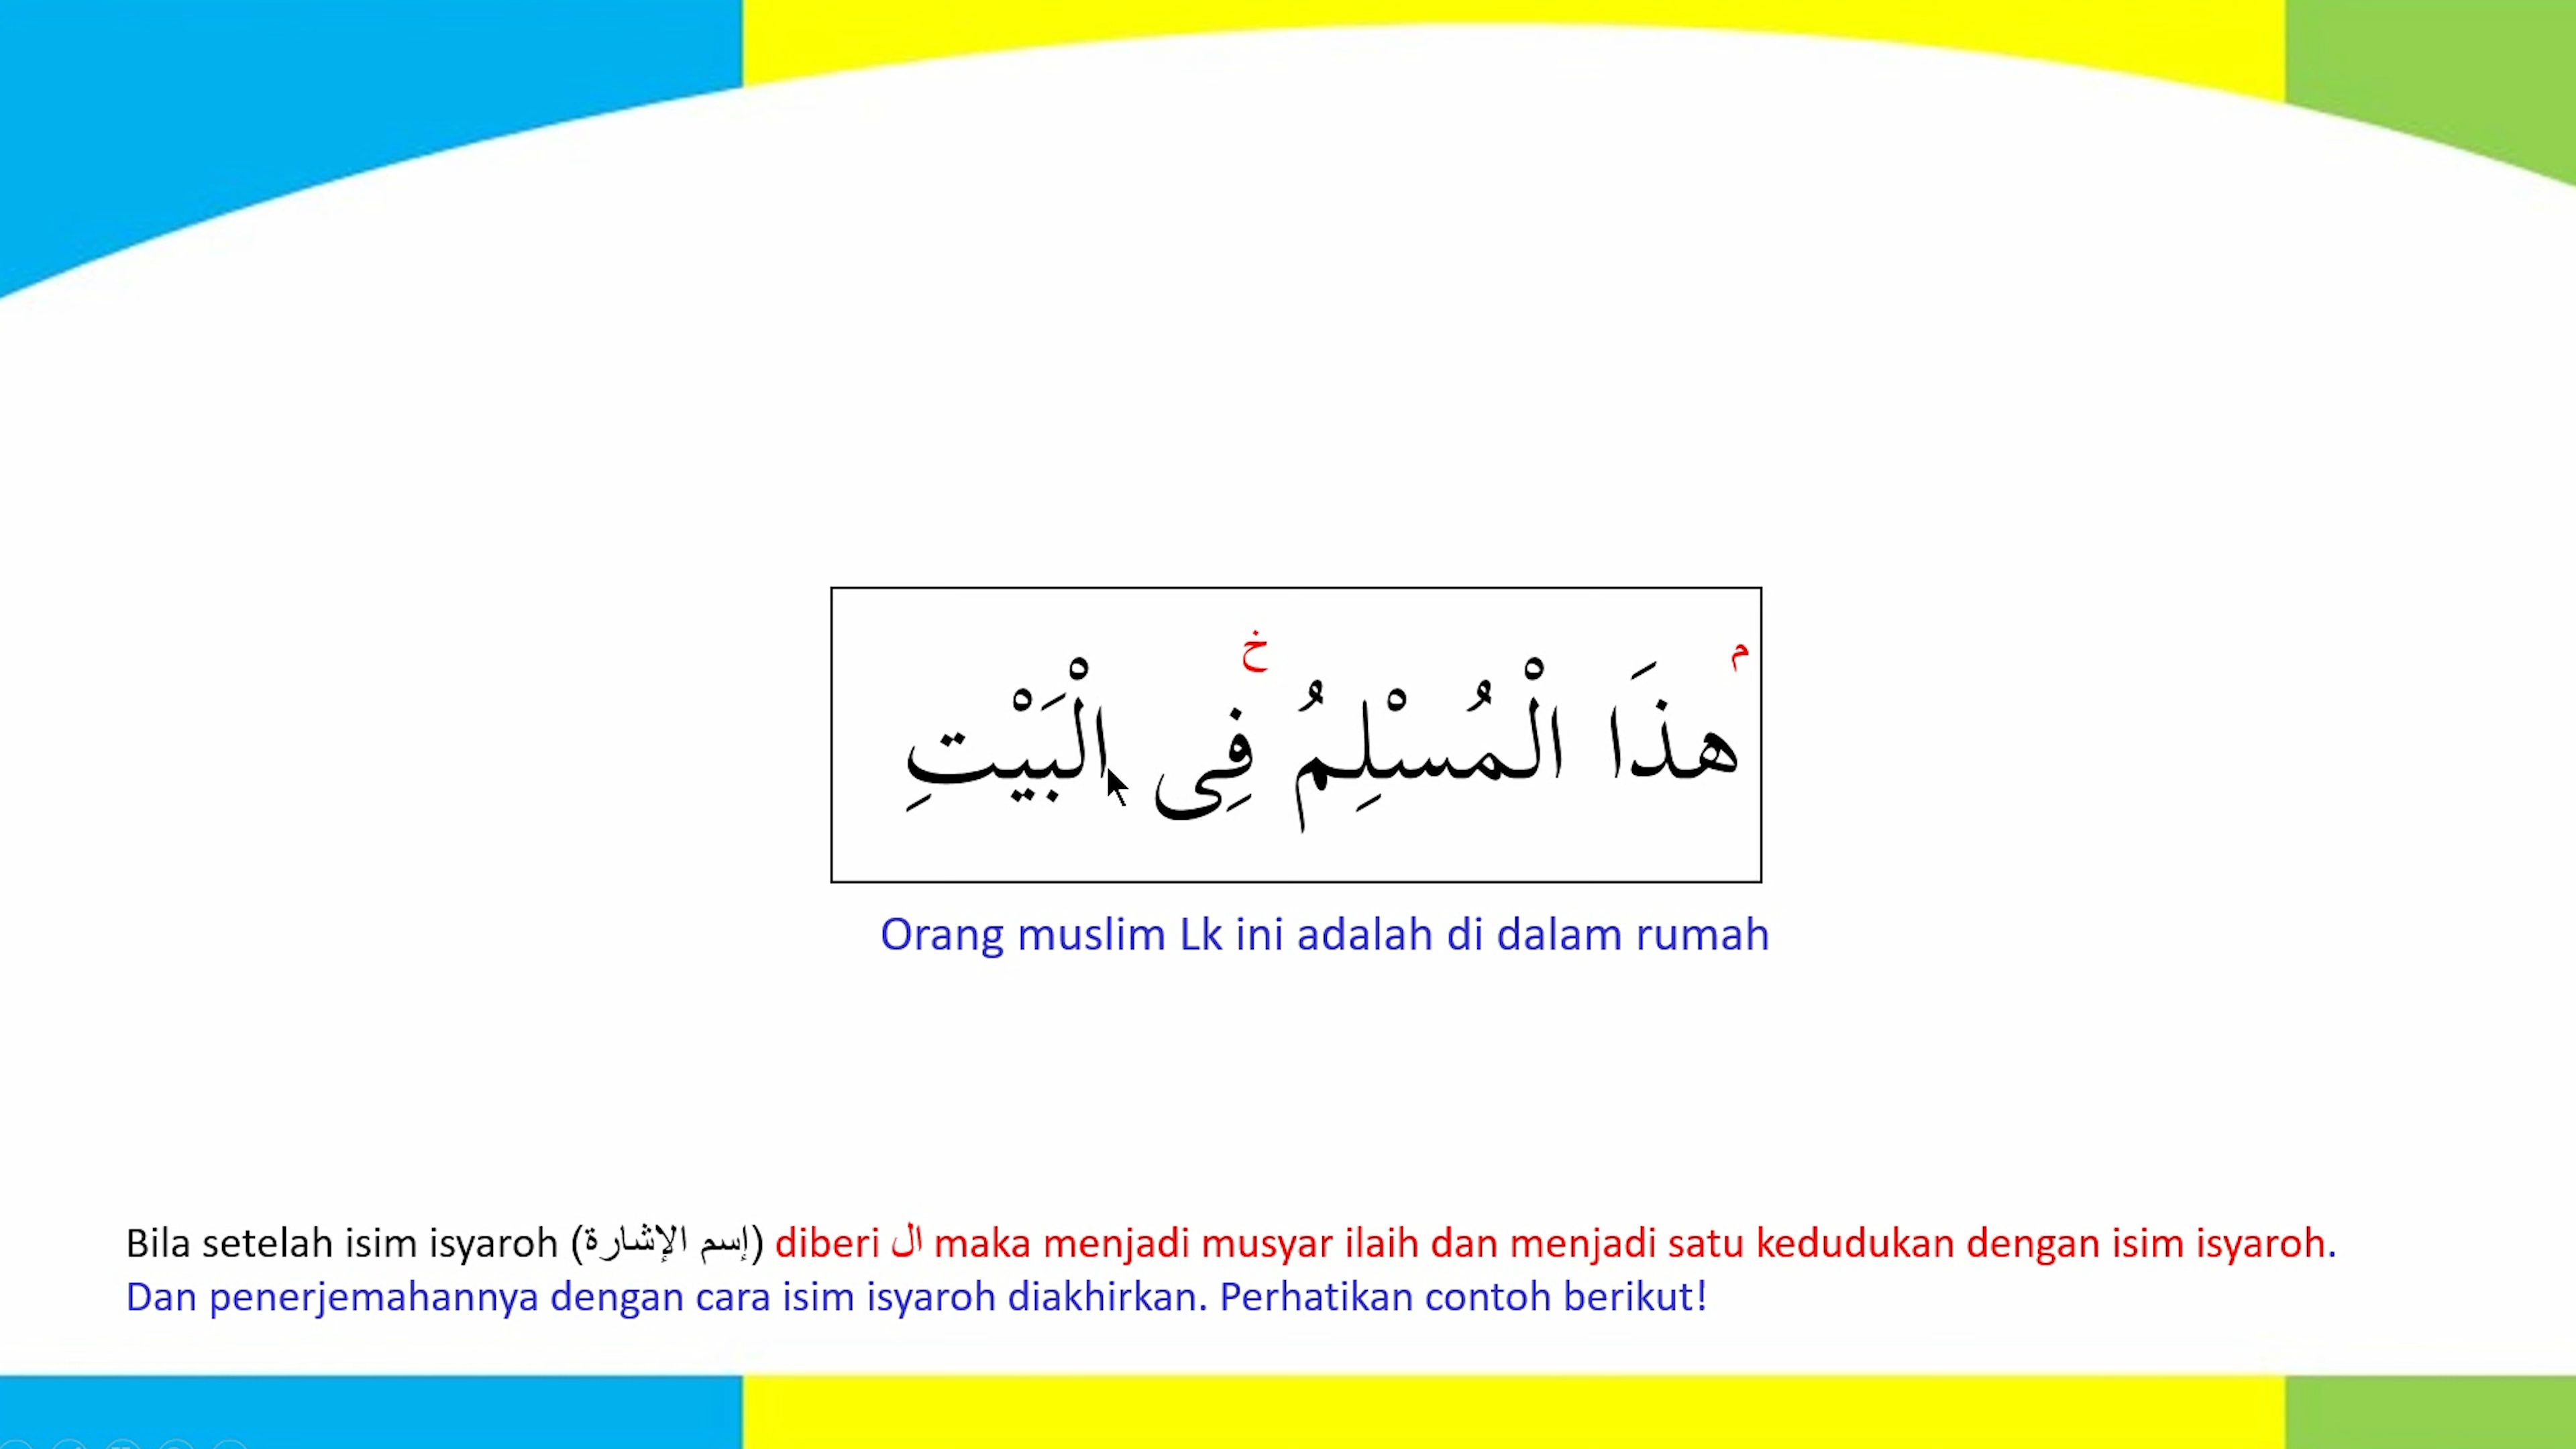 م خ
هذَا الْمُسْلِمُ فِى الْبَيْتِ
Orang muslim Lk ini adalah di dalam rumah
Bila setelah isim isyaroh (إسم الإشارة) diberi ال maka menjadi musyar ilaih dan menjadi satu kedudukan dengan isim isyaroh.
Dan penerjemahannya dengan cara isim isyaroh diakhirkan. Perhatikan contoh berikut!